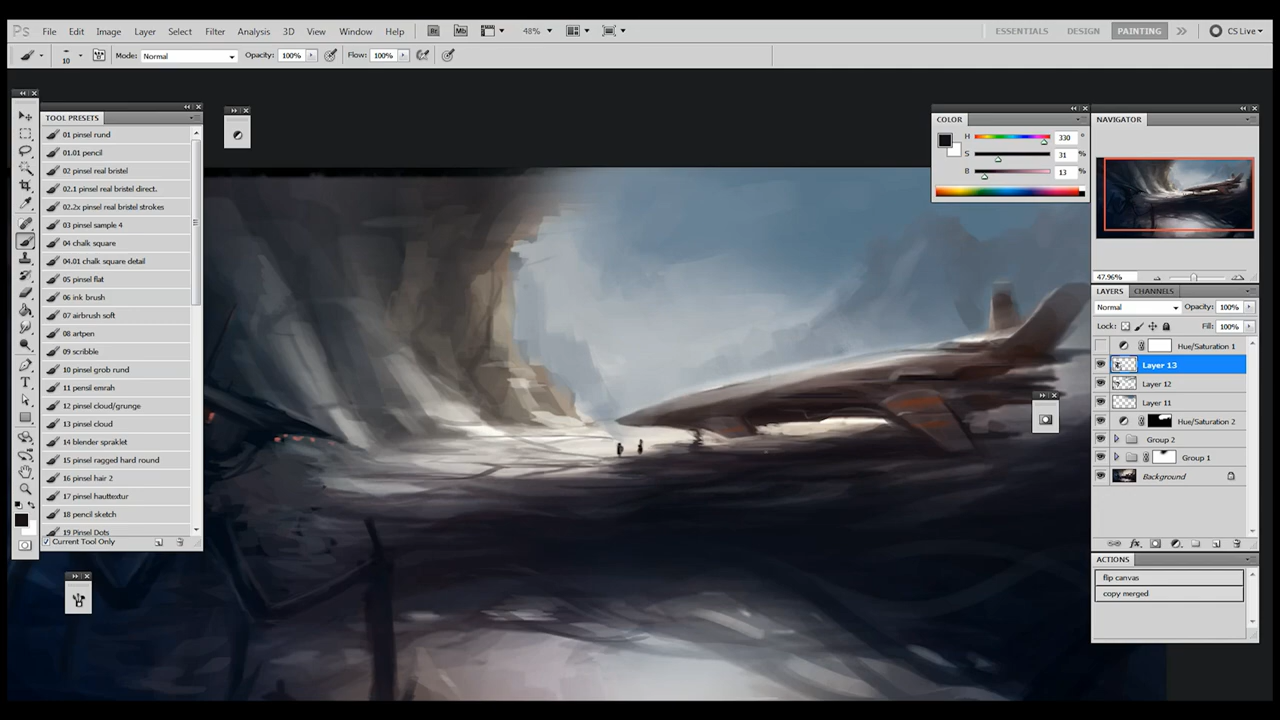 Ps File Edit Image Layer Select Filter Analysis 3D View Window Help Br Mb 48% ESSENTIALS DESIGN PAINTING CS Live
10 Mode: Normal Opacity: 100% Flow: 100%
TOOL PRESETS
01 pinsel rund
01.01 pencil
02 pinsel real bristel
02.1 pinsel real bristel direct.
02.2x pinsel real bristel strokes
03 pinsel sample 4
04 chalk square
04.01 chalk square detail
05 pinsel flat
06 ink brush
07 airbrush soft
08 artpen
09 scribble
10 pinsel grob rund
11 pensil emrah
12 pinsel cloud/grunge
13 pinsel cloud
14 blender spraklet
15 pinsel ragged hard round
16 pinsel hair 2
17 pinsel hauttextur
18 pencil sketch
19 Pinsel Dots
Current Tool Only
COLOR
H 330 °
S 31 %
B 13 %
NAVIGATOR
47.96%
LAYERS CHANNELS
Normal Opacity: 100%
Lock: Fill: 100%
Hue/Saturation 1
Layer 13
Layer 12
Layer 11
Hue/Saturation 2
Group 2
Group 1
Background
fx
ACTIONS
flip canvas
copy merged